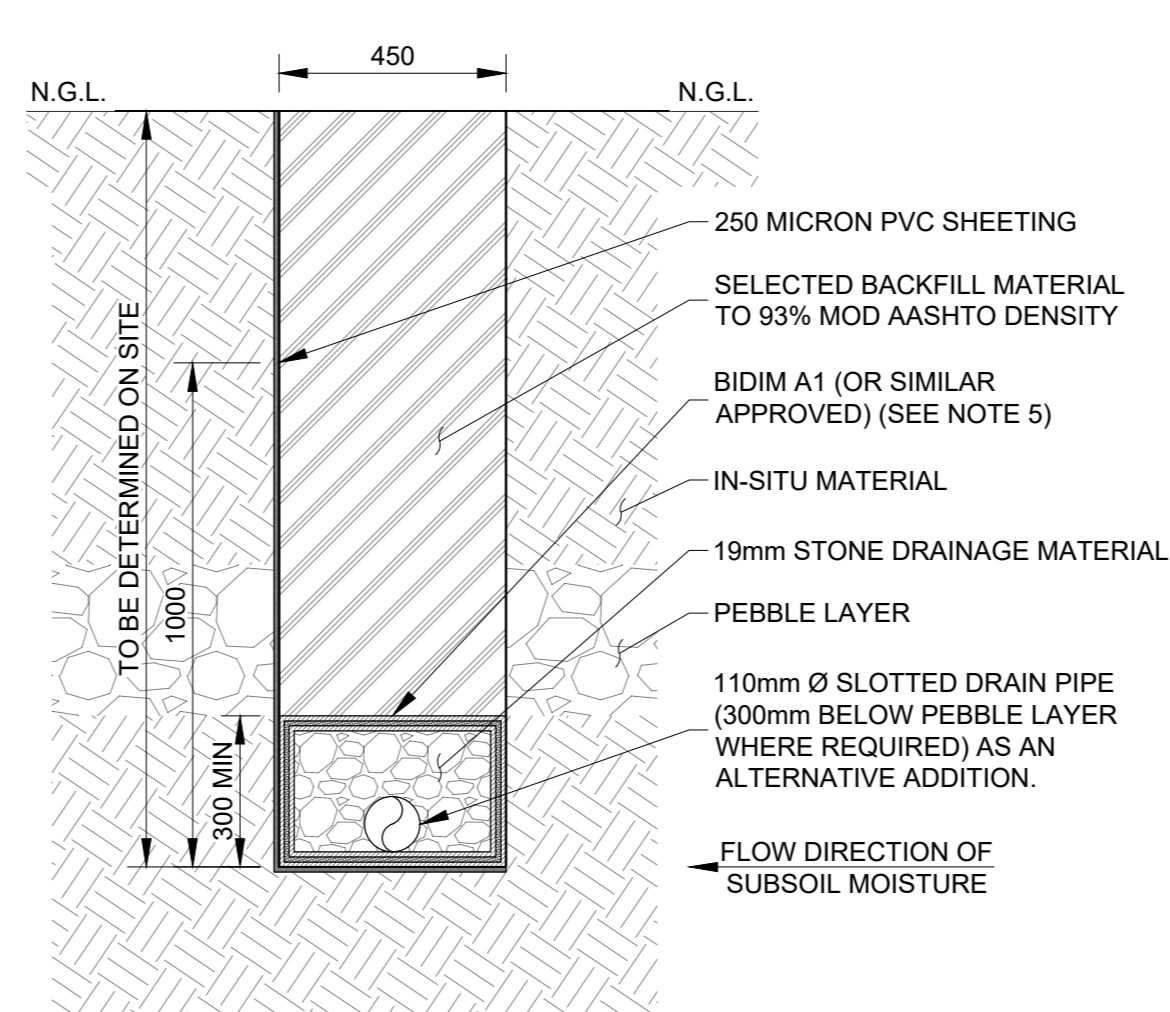 450
N.G.L.
N.G.L.
250 MICRON PVC SHEETING
SELECTED BACKFILL MATERIAL
TO 93% MOD AASHTO DENSITY
BIDIM A1 (OR SIMILAR
APPROVED) (SEE NOTE 5)
IN-SITU MATERIAL
19mm STONE DRAINAGE MATERIAL
PEBBLE LAYER
110mm Ø SLOTTED DRAIN PIPE
(300mm BELOW PEBBLE LAYER
WHERE REQUIRED) AS AN
ALTERNATIVE ADDITION.
FLOW DIRECTION OF
SUBSOIL MOISTURE
TO BE DETERMINED ON SITE
1000
300 MIN